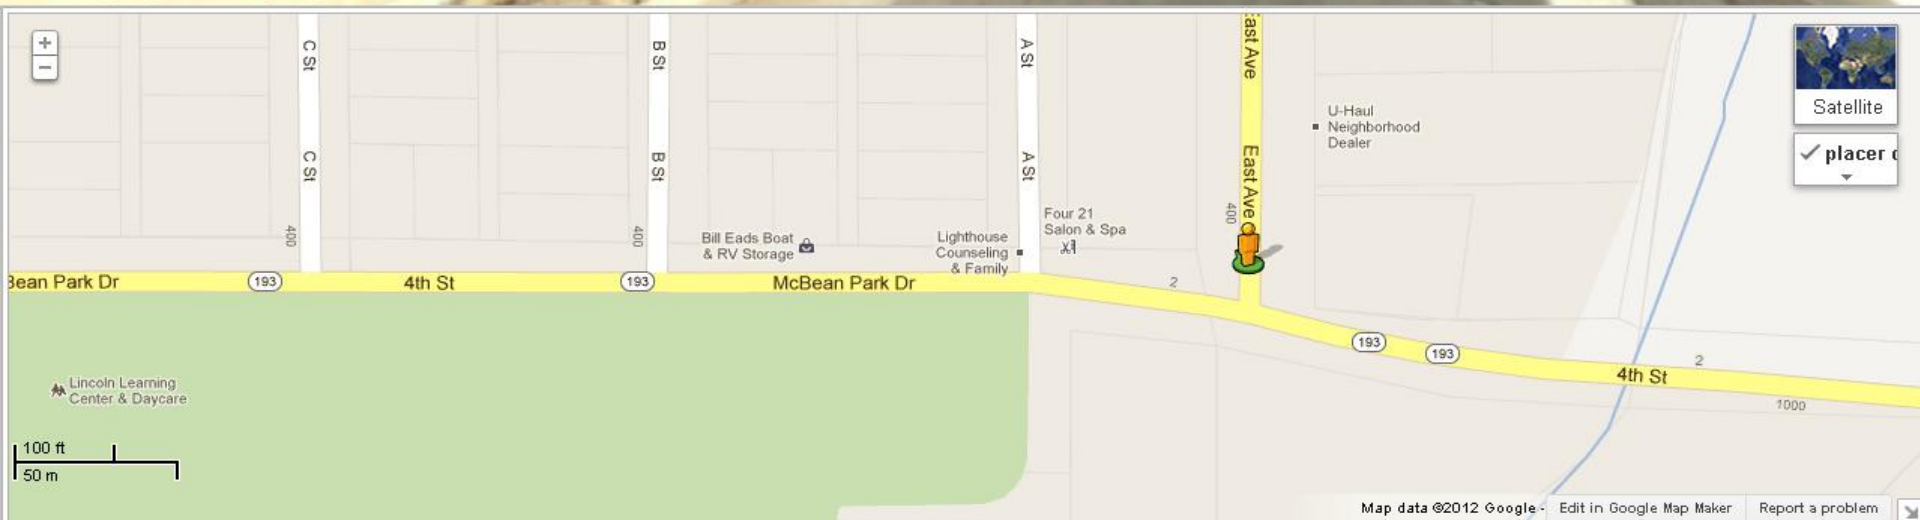 +
−
C St
C St
400
B St
B St
400
A St
A St
East Ave
East Ave
400
U-Haul
Neighborhood
Dealer
Satellite
placer
Four 21
Salon & Spa
Bill Eads Boat
& RV Storage
Lighthouse
Counseling
& Family
Bean Park Dr
193
4th St
193
McBean Park Dr
2
193
193
4th St
2
1000
Lincoln Learning
Center & Daycare
100 ft
50 m
Map data ©2012 Google -
Edit in Google Map Maker
Report a problem